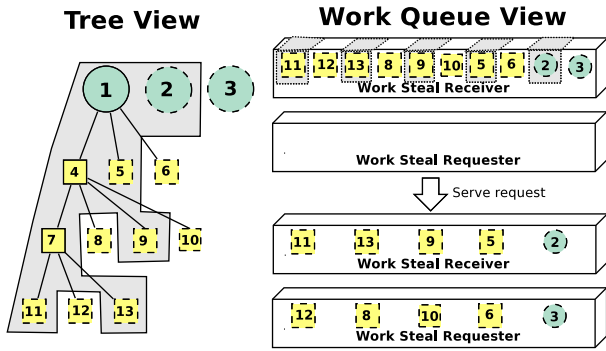 Tree View
1 2 3
4 5 6
7 8 9 10
11 12 13
Work Queue View
11 12 13 8 9 10 5 6 2 3
Work Steal Receiver
Work Steal Requester
Serve request
11 13 9 5 2
Work Steal Receiver
12 8 10 6 3
Work Steal Requester